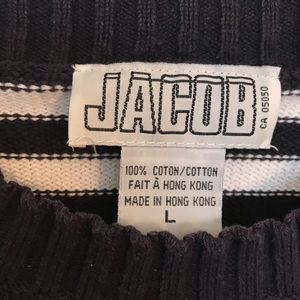 JACOB
CA 05050
100% COTON/COTTON
FAIT À HONG KONG
MADE IN HONG KONG
L